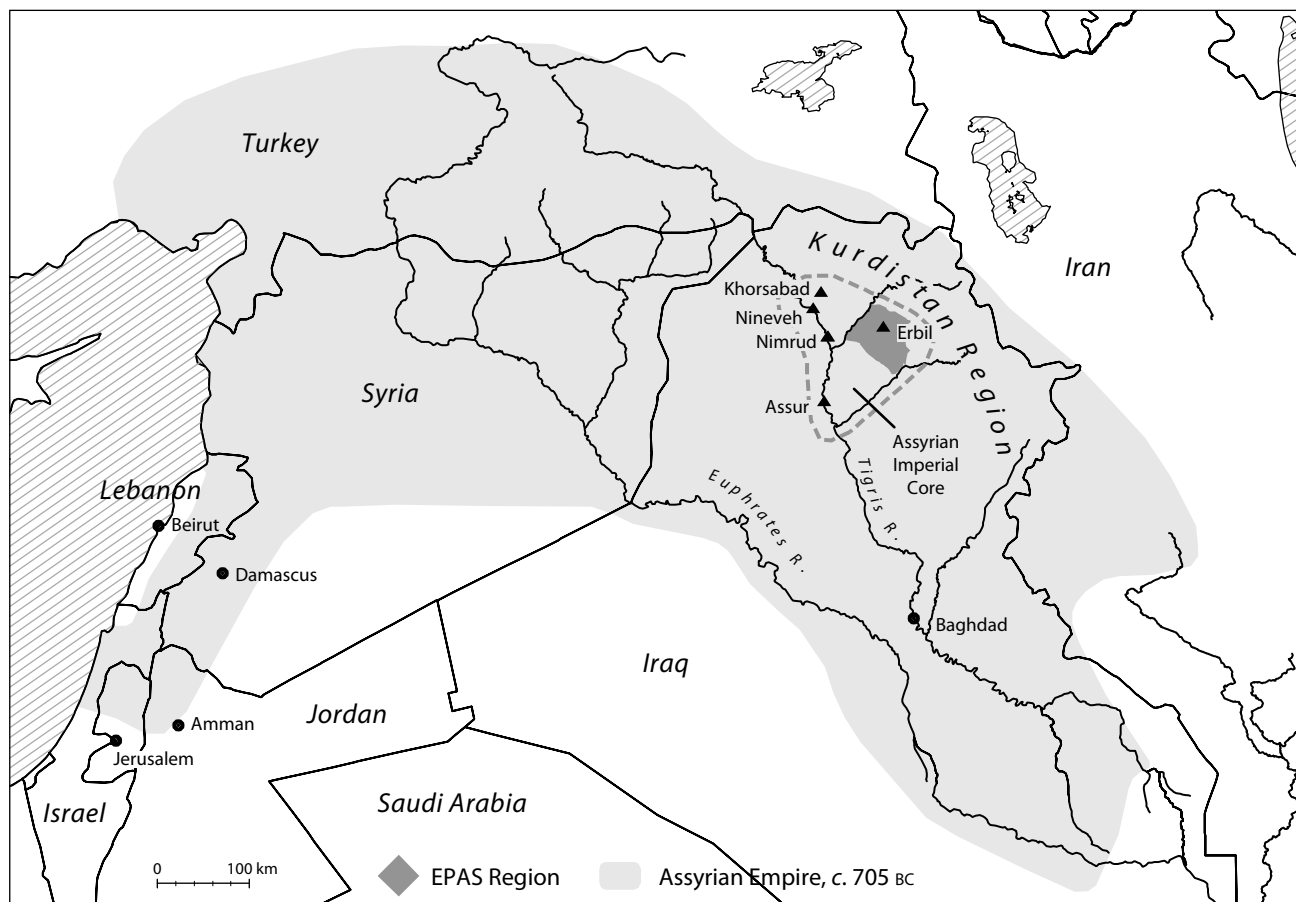 Turkey
Iran
Kurdistan Region
Khorsabad
Nineveh
Erbil
Nimrud
Syria
Assur
Assyrian
Imperial
Core
Tigris R.
Euphrates R.
Lebanon
Beirut
Damascus
Baghdad
Iraq
Amman
Jordan
Jerusalem
Israel
Saudi Arabia
0 100 km
EPAS Region
Assyrian Empire, c. 705 BC